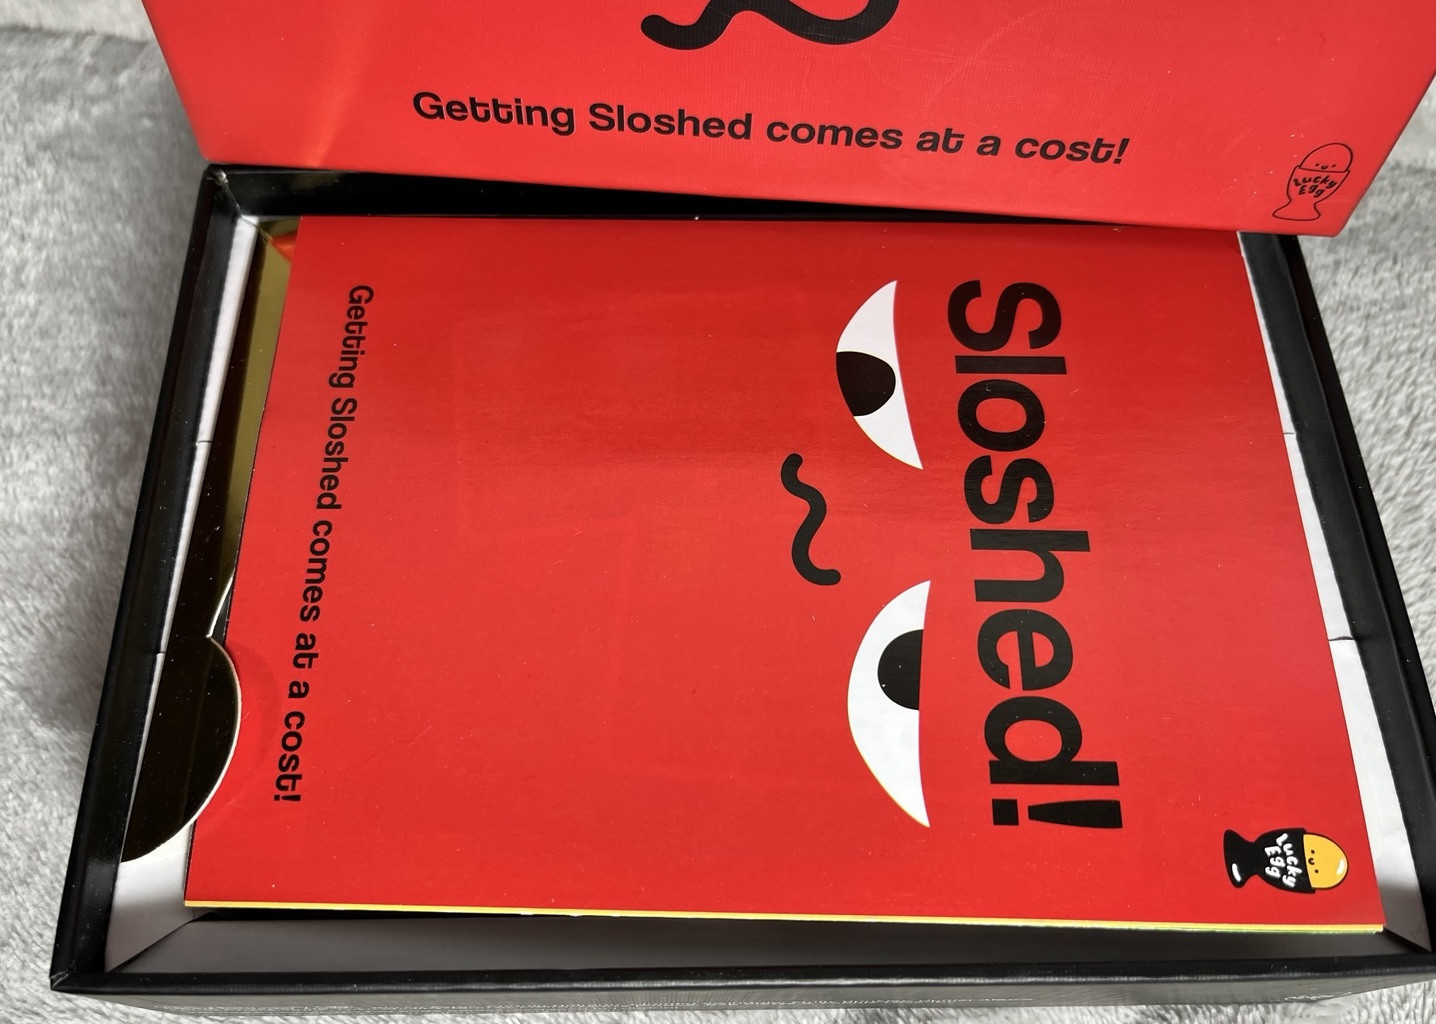 Getting Sloshed comes at a cost!
Lucky
Egg
Sloshed!
Getting Sloshed comes at a cost!
Lucky
Egg